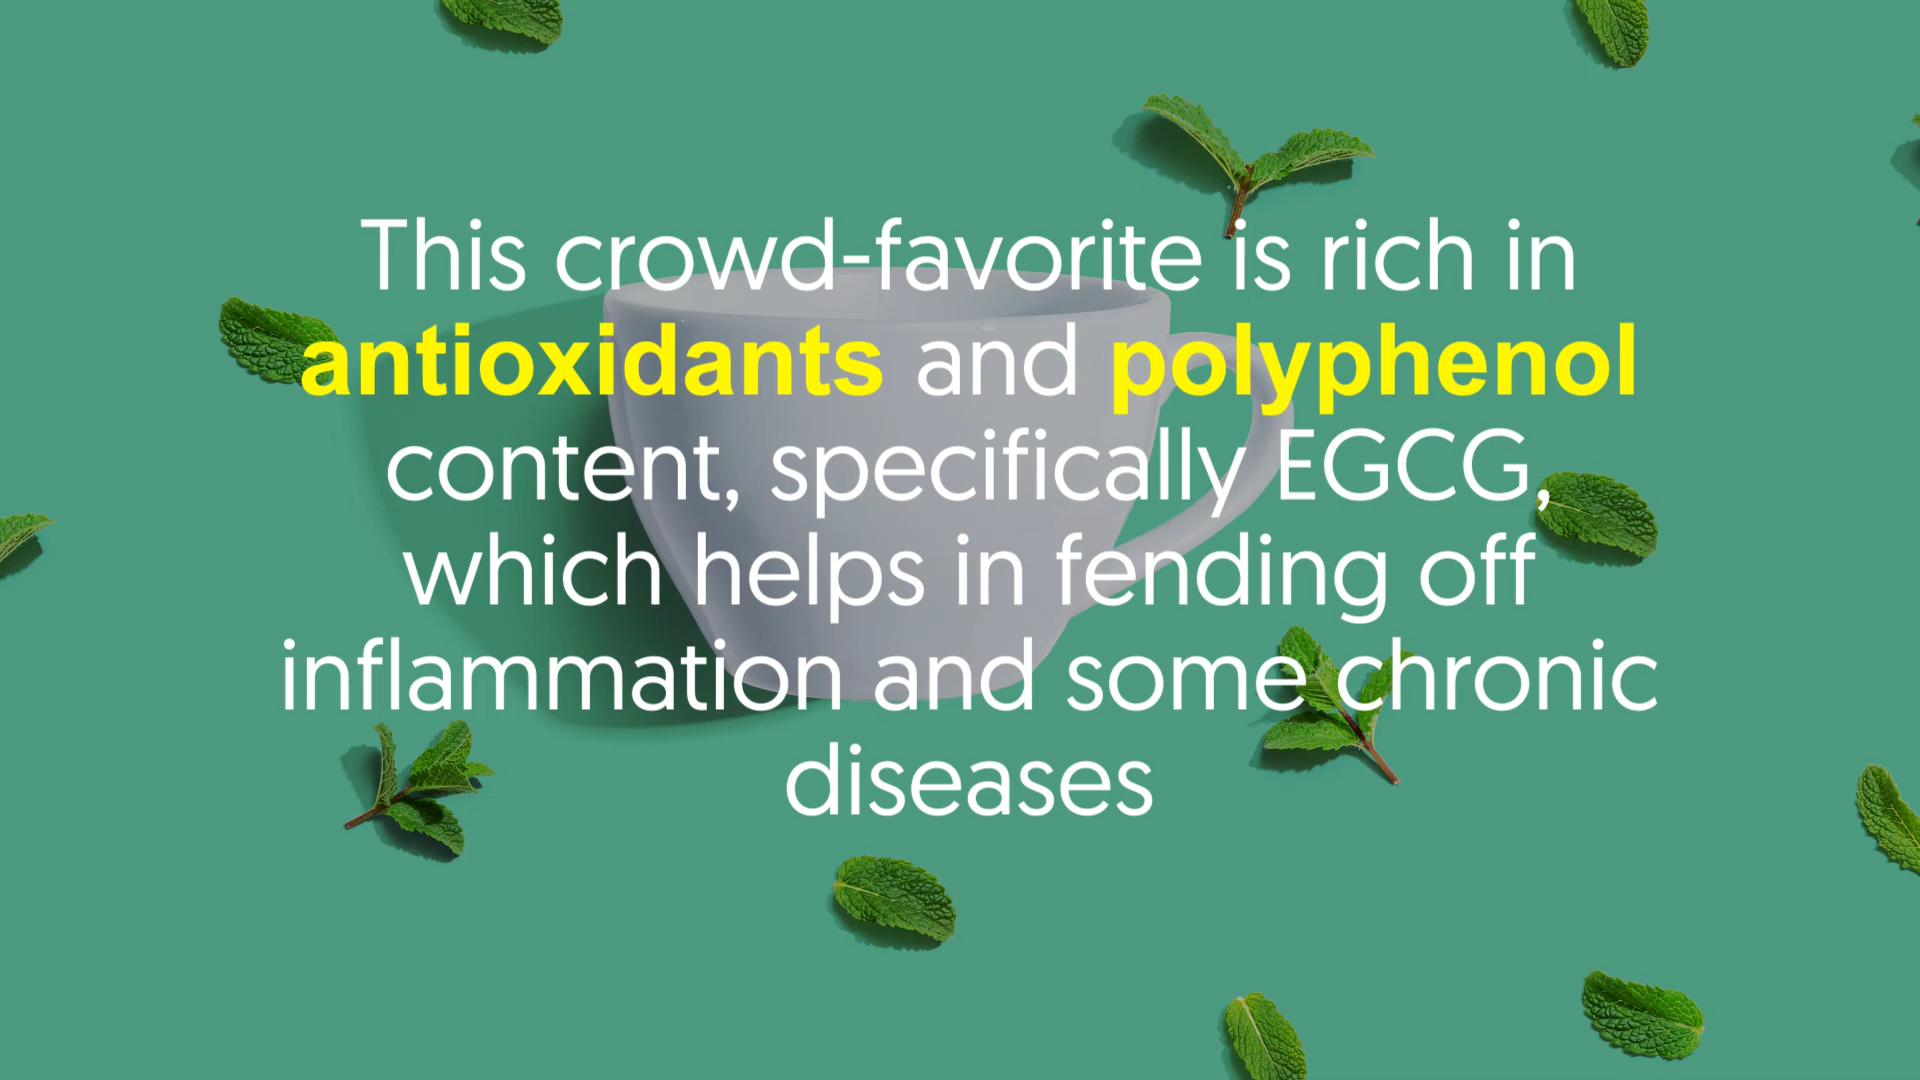 This crowd-favorite is rich in
antioxidants and polyphenol
content, specifically EGCG,
which helps in fending off
inflammation and some chronic
diseases